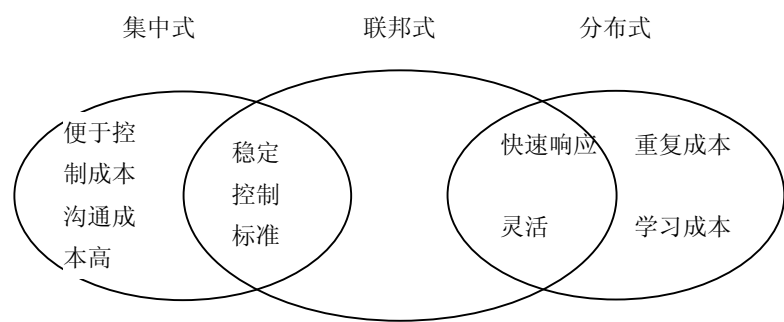 集中式 联邦式 分布式
便于控
制成本
沟通成
本高
稳定
控制
标准
快速响应
灵活
重复成本
学习成本